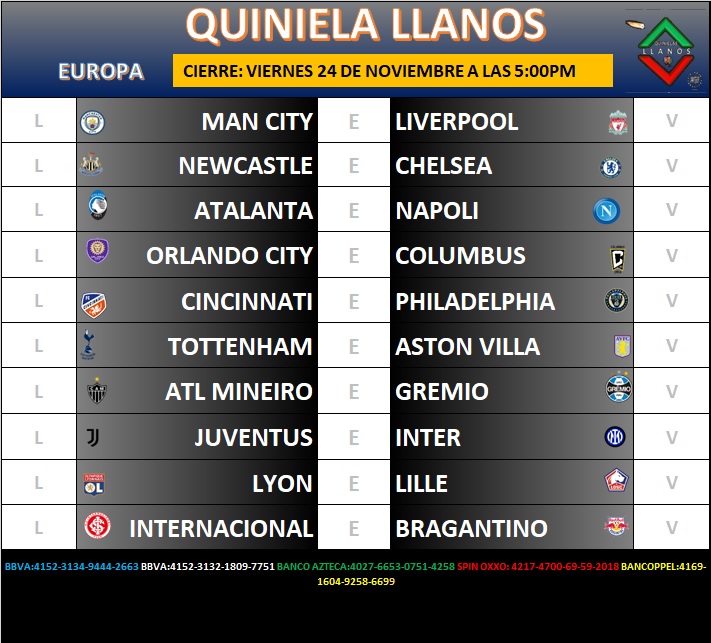 QUINIELA LLANOS
QUINIELAS
LLANOS
EUROPA
CIERRE: VIERNES 24 DE NOVIEMBRE A LAS 5:00PM
L MAN CITY E LIVERPOOL V
L NEWCASTLE E CHELSEA V
L ATALANTA E NAPOLI V
L ORLANDO CITY E COLUMBUS V
L CINCINNATI E PHILADELPHIA V
L TOTTENHAM E ASTON VILLA V
L ATL MINEIRO E GREMIO V
L JUVENTUS E INTER V
L LYON E LILLE V
L INTERNACIONAL E BRAGANTINO V
BBVA:4152-3134-9444-2663 BBVA:4152-3132-1809-7751 BANCO AZTECA:4027-6653-0751-4258 SPIN OXXO: 4217-4700-69-59-2018 BANCOPPEL:4169-
1604-9258-6699